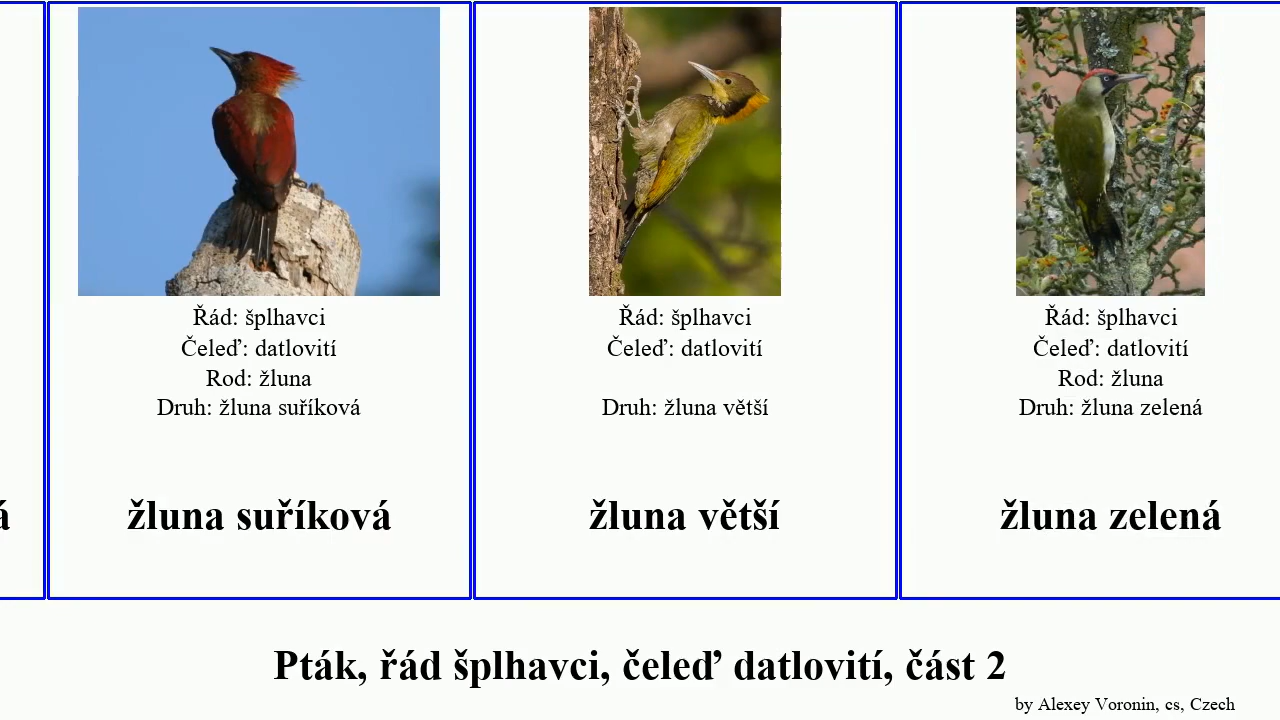 Řád: šplhavci
Čeleď: datlovití
Rod: žluna
Druh: žluna suříková
žluna suříková
Řád: šplhavci
Čeleď: datlovití
Druh: žluna větší
žluna větší
Řád: šplhavci
Čeleď: datlovití
Rod: žluna
Druh: žluna zelená
žluna zelená
á
Pták, řád šplhavci, čeleď datlovití, část 2
by Alexey Voronin, cs, Czech